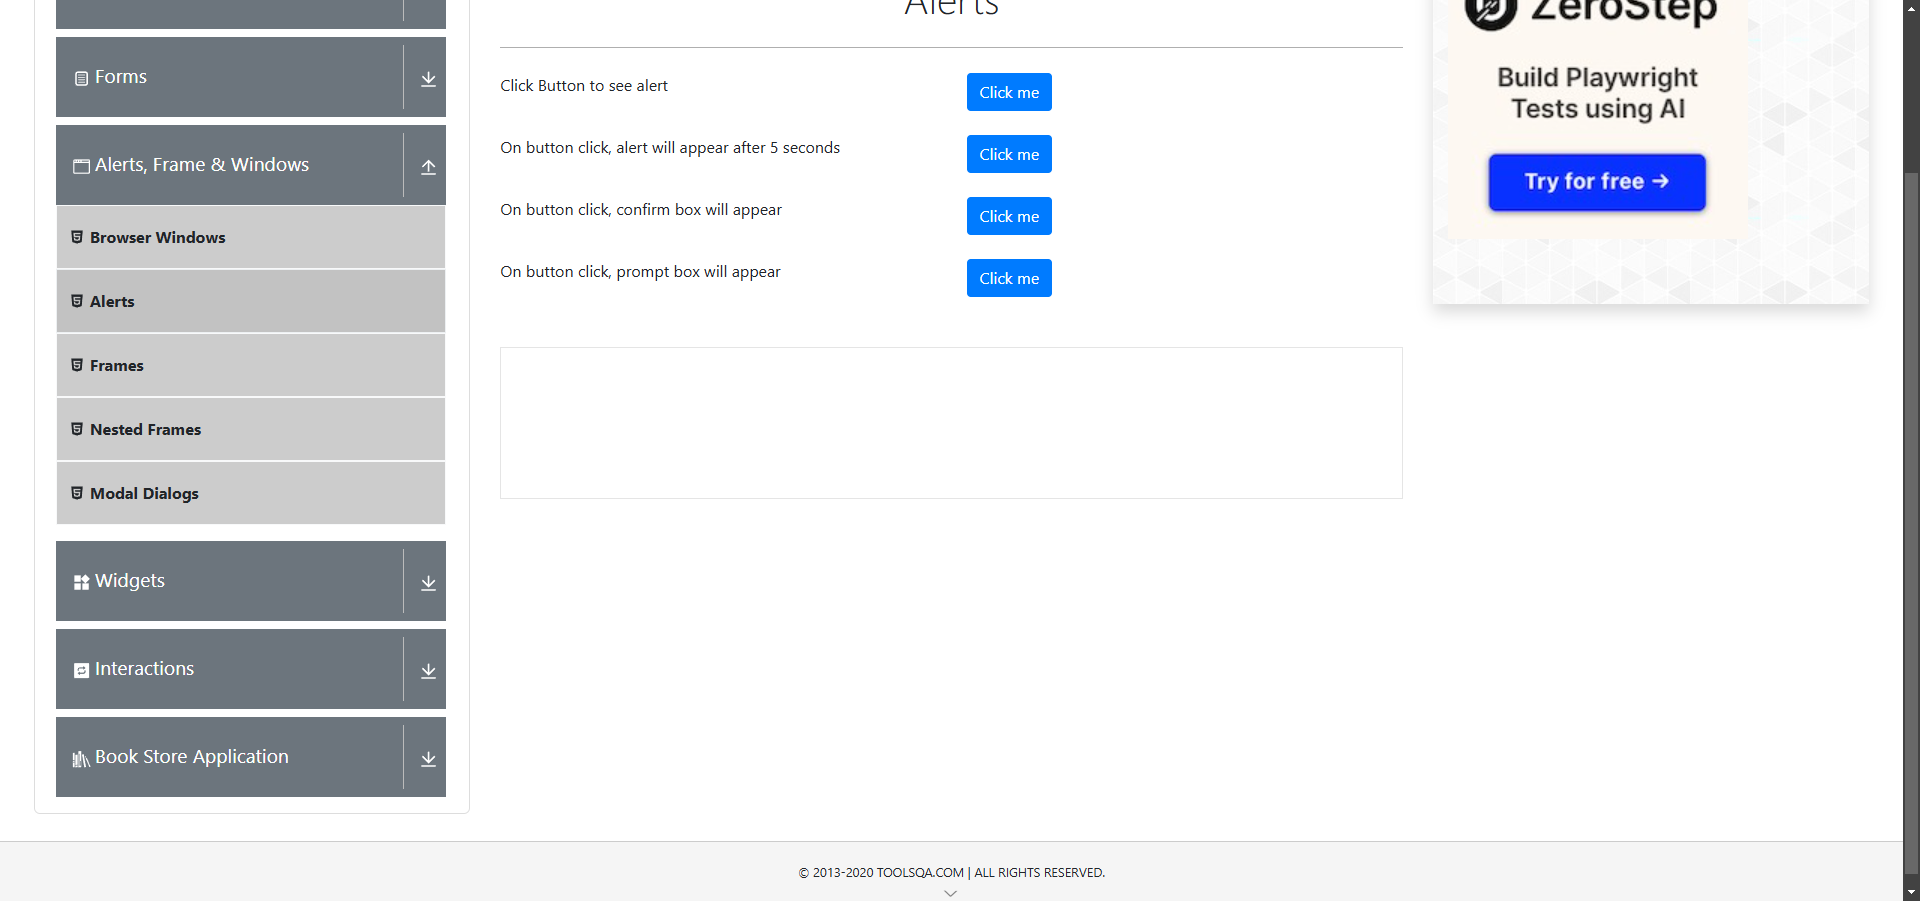 Alerts
ZeroStep
Forms
Click Button to see alert
Click me
Build Playwright
Tests using AI
Alerts, Frame & Windows
On button click, alert will appear after 5 seconds
Click me
Try for free →
On button click, confirm box will appear
Click me
Browser Windows
On button click, prompt box will appear
Click me
Alerts
Frames
Nested Frames
Modal Dialogs
Widgets
Interactions
Book Store Application
© 2013-2020 TOOLSQA.COM | ALL RIGHTS RESERVED.